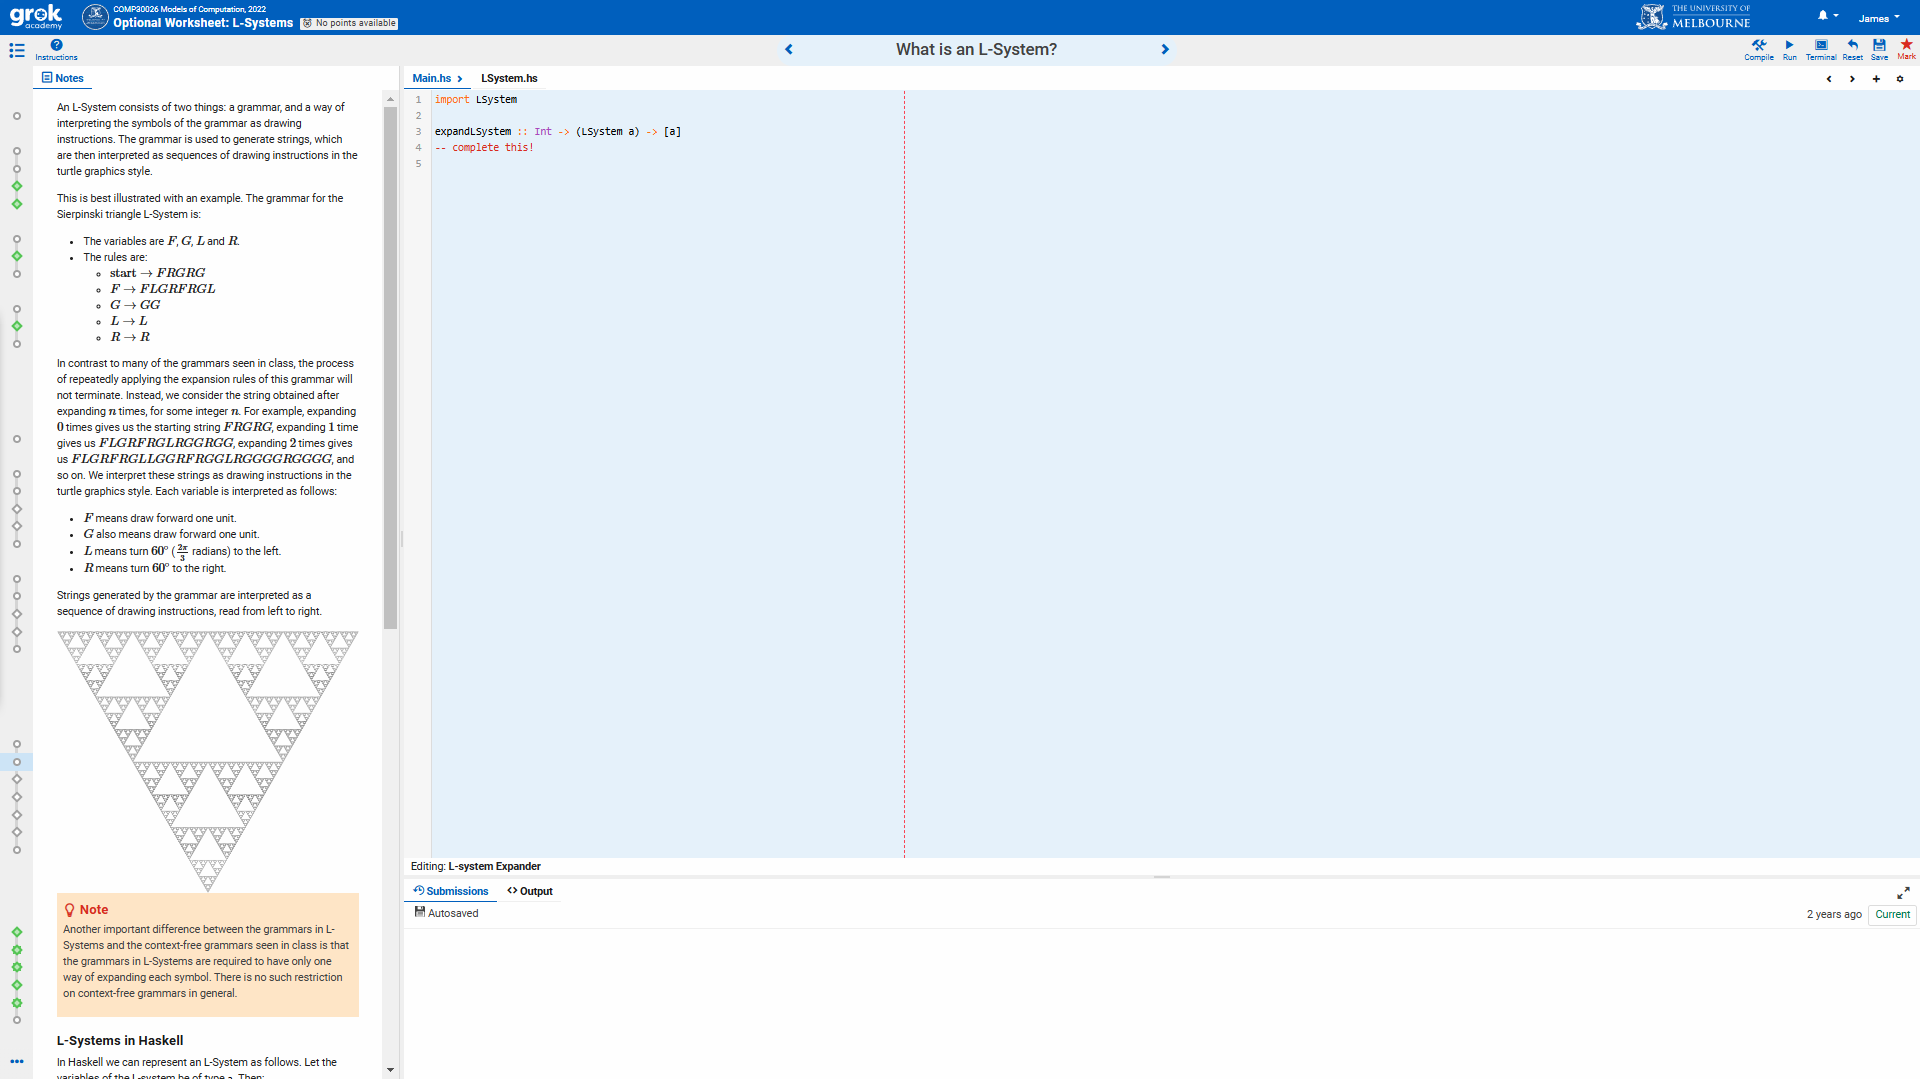 grok
academy
COMP30026 Models of Computation, 2022
Optional Worksheet: L-Systems
No points available
THE UNIVERSITY OF
MELBOURNE
James
Instructions
What is an L-System?
Compile
Run
Terminal
Reset
Save
Mark
Notes
An L-System consists of two things: a grammar, and a way of
interpreting the symbols of the grammar as drawing
instructions. The grammar is used to generate strings, which
are then interpreted as sequences of drawing instructions in the
turtle graphics style.
This is best illustrated with an example. The grammar for the
Sierpinski triangle L-System is:
• The variables are F, G, L and R.
• The rules are:
∘ start → FRGRG
∘ F → FLGRFRGL
∘ G → GG
∘ L → L
∘ R → R
In contrast to many of the grammars seen in class, the process
of repeatedly applying the expansion rules of this grammar will
not terminate. Instead, we consider the string obtained after
expanding n times, for some integer n. For example, expanding
0 times gives us the starting string FRGRG, expanding 1 time
gives us FLGRFRGLRGGRGG, expanding 2 times gives
us FLGRFRGLLGGRFRGGLRGGGGRGGGG, and
so on. We interpret these strings as drawing instructions in the
turtle graphics style. Each variable is interpreted as follows:
• F means draw forward one unit.
• G also means draw forward one unit.
• L means turn 60° (2π/3 radians) to the left.
• R means turn 60° to the right.
Strings generated by the grammar are interpreted as a
sequence of drawing instructions, read from left to right.
Note
Another important difference between the grammars in L-
Systems and the context-free grammars seen in class is that
the grammars in L-Systems are required to have only one
way of expanding each symbol. There is no such restriction
on context-free grammars in general.
L-Systems in Haskell
In Haskell we can represent an L-System as follows. Let the
variables of the L-system be of type a. Then:
Main.hs
LSystem.hs
1 import LSystem
2
3 expandLSystem :: Int -> (LSystem a) -> [a]
4 -- complete this!
5
Editing: L-system Expander
Submissions
Output
Autosaved
2 years ago
Current